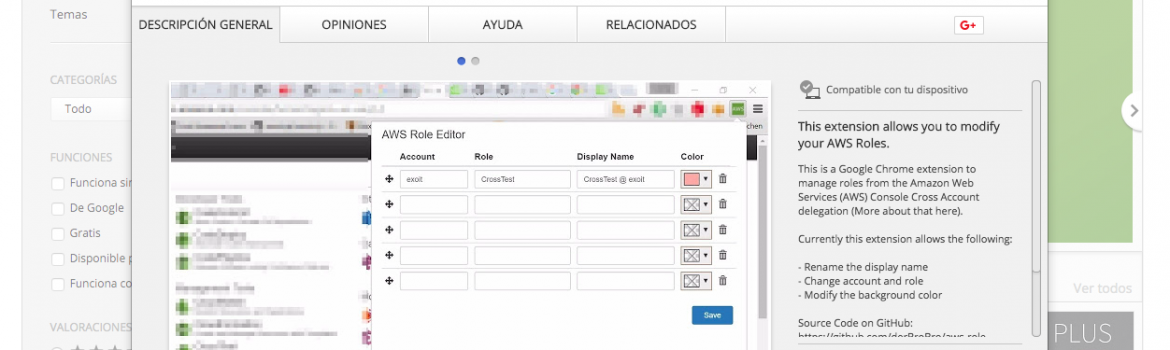 Temas
CATEGORÍAS
Todo
FUNCIONES
Funciona sin
De Google
Gratis
Disponible p
Funciona co
VALORACIONES
DESCRIPCIÓN GENERAL
OPINIONES
AYUDA
RELACIONADOS
G+
AWS Role Editor
Account Role Display Name Color
exolt CrossTest CrossTest @ exolt
Save
chen
Compatible con tu dispositivo
This extension allows you to modify
your AWS Roles.
This is a Google Chrome extension to
manage roles from the Amazon Web
Services (AWS) Console Cross Account
delegation (More about that here).
Currently this extension allows the following:
- Rename the display name
- Change account and role
- Modify the background color
Source Code on GitHub:
Ver todos
PLUS